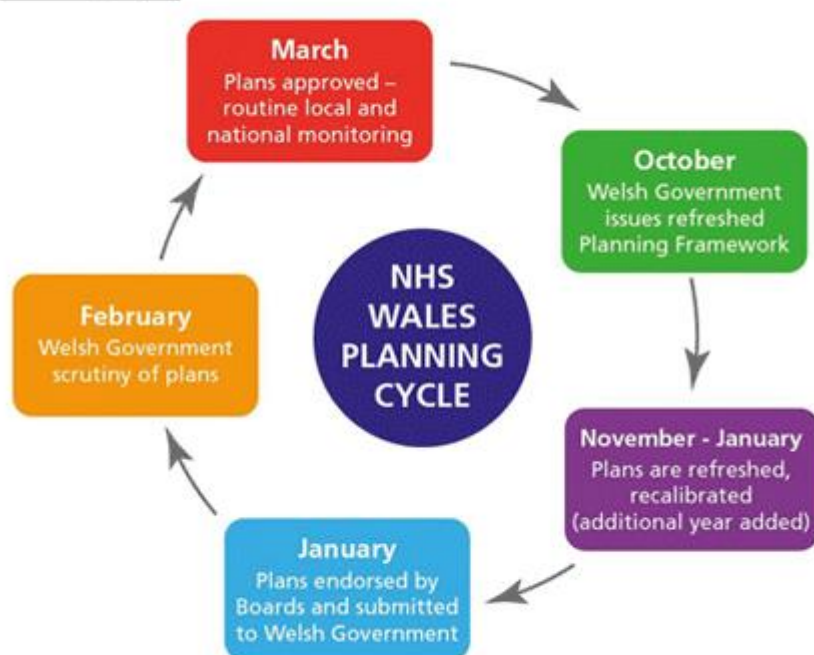 March
Plans approved –
routine local and
national monitoring
October
Welsh Government
issues refreshed
Planning Framework
November - January
Plans are refreshed,
recalibrated
(additional year added)
January
Plans endorsed by
Boards and submitted
to Welsh Government
February
Welsh Government
scrutiny of plans
NHS
WALES
PLANNING
CYCLE